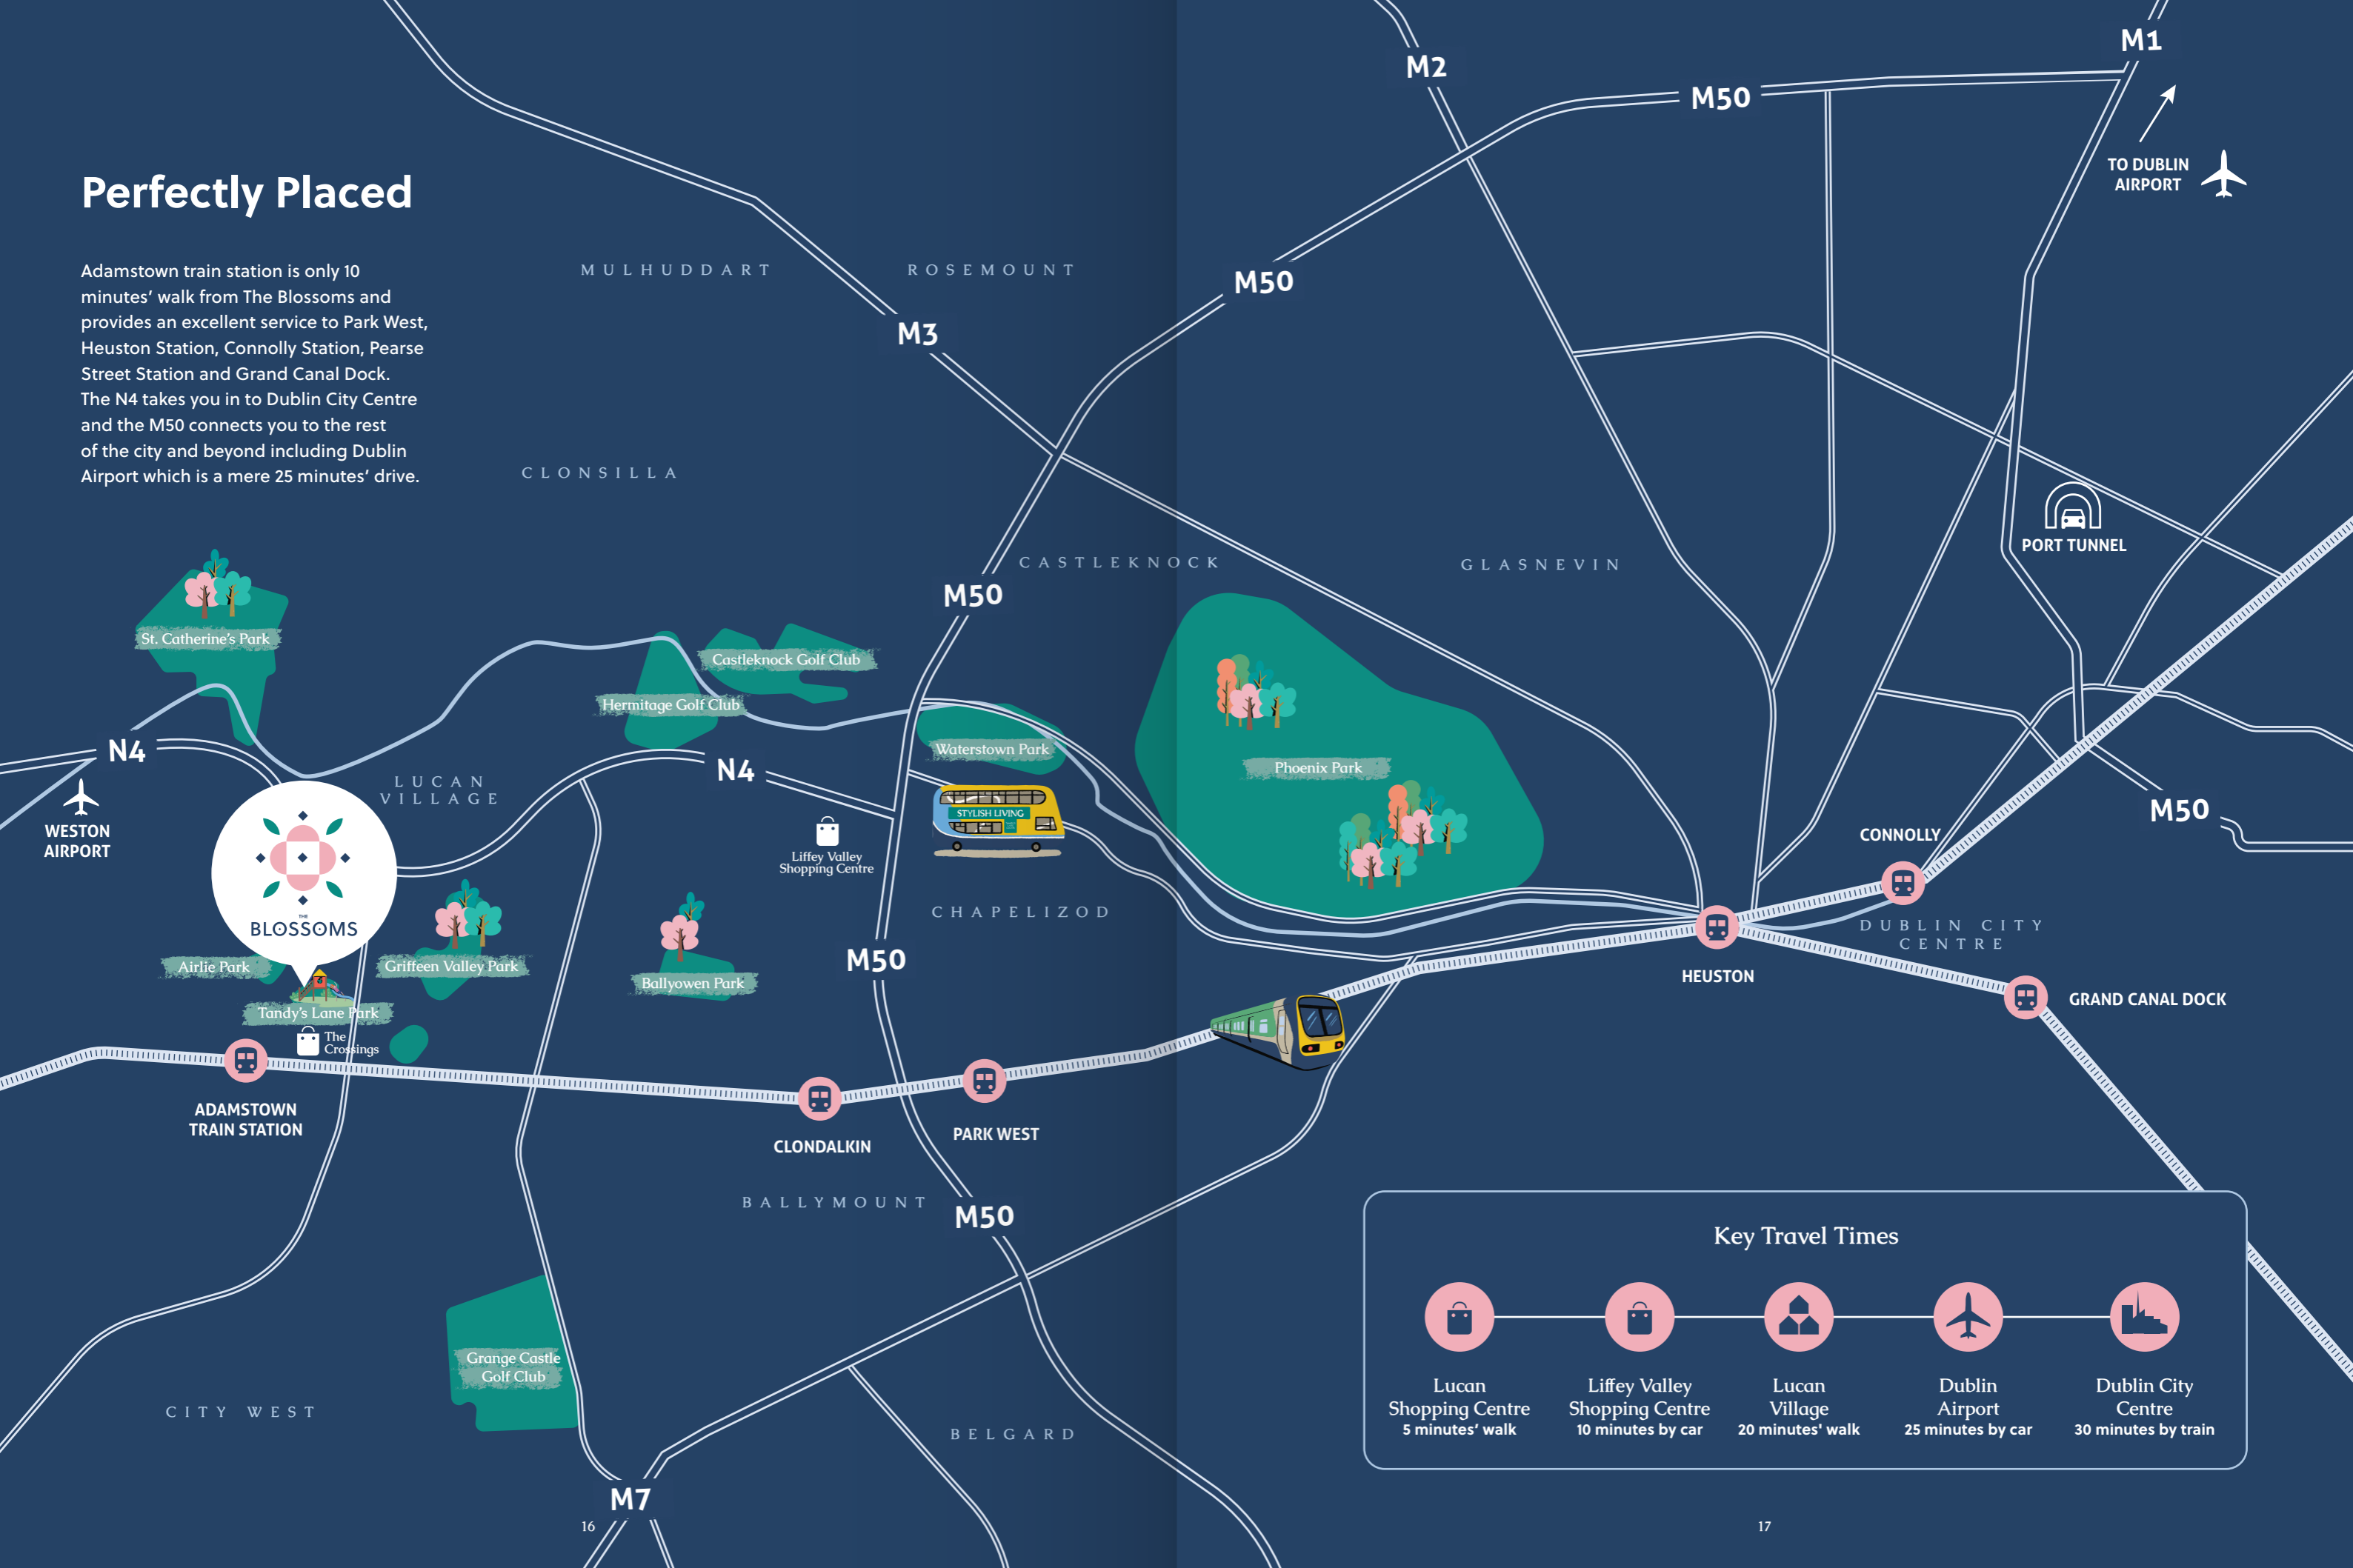 M1
M2
M50
TO DUBLIN
AIRPORT
Perfectly Placed
Adamstown train station is only 10
minutes’ walk from The Blossoms and
provides an excellent service to Park West,
Heuston Station, Connolly Station, Pearse
Street Station and Grand Canal Dock.
The N4 takes you in to Dublin City Centre
and the M50 connects you to the rest
of the city and beyond including Dublin
Airport which is a mere 25 minutes’ drive.
MULHUDDART
ROSEMOUNT
M50
M3
CLONSILLA
PORT TUNNEL
CASTLEKNOCK
GLASNEVIN
M50
St. Catherine's Park
Castleknock Golf Club
Hermitage Golf Club
Waterstown Park
Phoenix Park
N4
N4
LUCAN
VILLAGE
WESTON
AIRPORT
STYLISH LIVING
Liffey Valley
Shopping Centre
M50
CONNOLLY
THE
BLOSSOMS
CHAPELIZOD
DUBLIN CITY
CENTRE
Airlie Park
Griffeen Valley Park
Ballyowen Park
M50
HEUSTON
GRAND CANAL DOCK
Tandy's Lane Park
The
Crossings
ADAMSTOWN
TRAIN STATION
CLONDALKIN
PARK WEST
BALLYMOUNT
M50
Grange Castle
Golf Club
CITY WEST
BELGARD
M7
Key Travel Times
Lucan
Shopping Centre
5 minutes’ walk
Liffey Valley
Shopping Centre
10 minutes by car
Lucan
Village
20 minutes' walk
Dublin
Airport
25 minutes by car
Dublin City
Centre
30 minutes by train
16
17